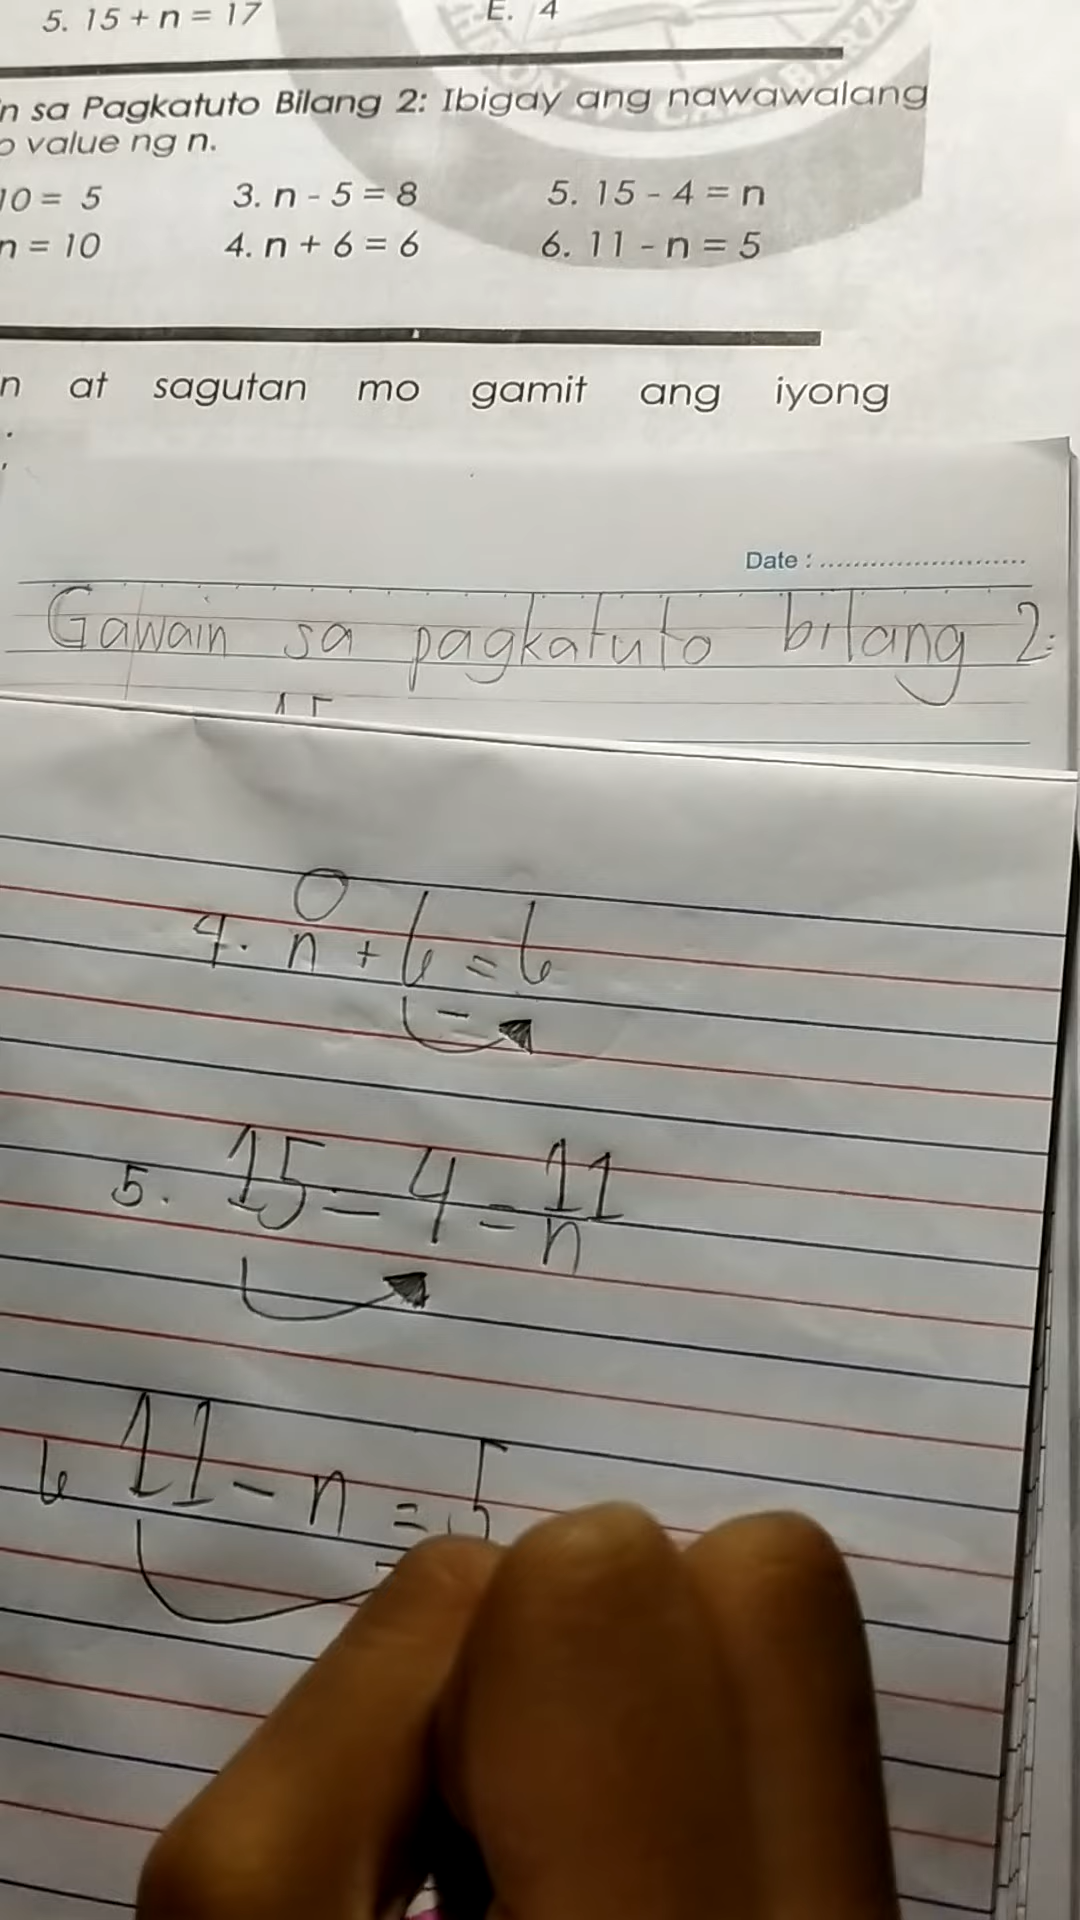 5. 15 + n = 17 E. 4
n sa Pagkatuto Bilang 2: Ibigay ang nawawalang
o value ng n.
10 = 5 3. n - 5 = 8 5. 15 - 4 = n
n = 10 4. n + 6 = 6 6. 11 - n = 5
n at sagutan mo gamit ang iyong
Date :
Gawain sa pagkatuto bilang 2:
15
0
4. n + 6 = 6
-
5. 15 - 4 = 11
n
6 11 - n = 5